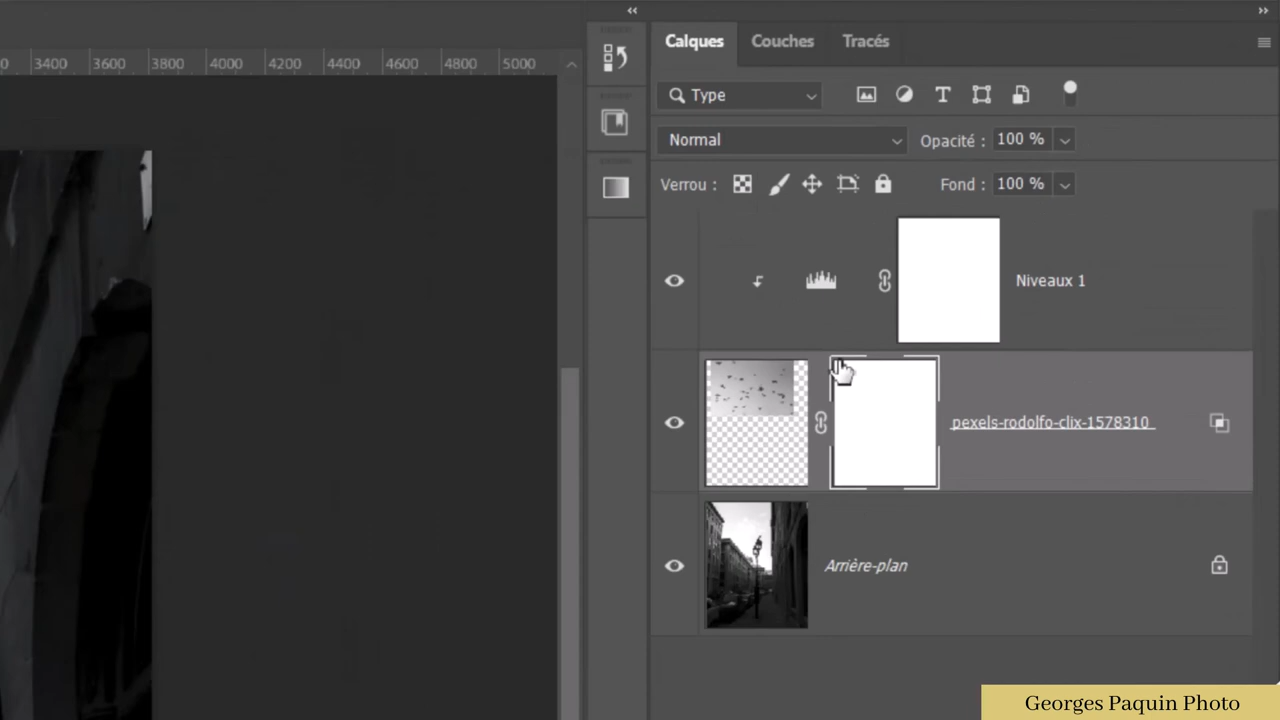 Calques Couches Tracés
3400 3600 3800 4000 4200 4400 4600 4800 5000
Type
Normal Opacité : 100 %
Verrou : Fond : 100 %
Niveaux 1
pexels-rodolfo-clix-1578310
Arrière-plan
Georges Paquin Photo